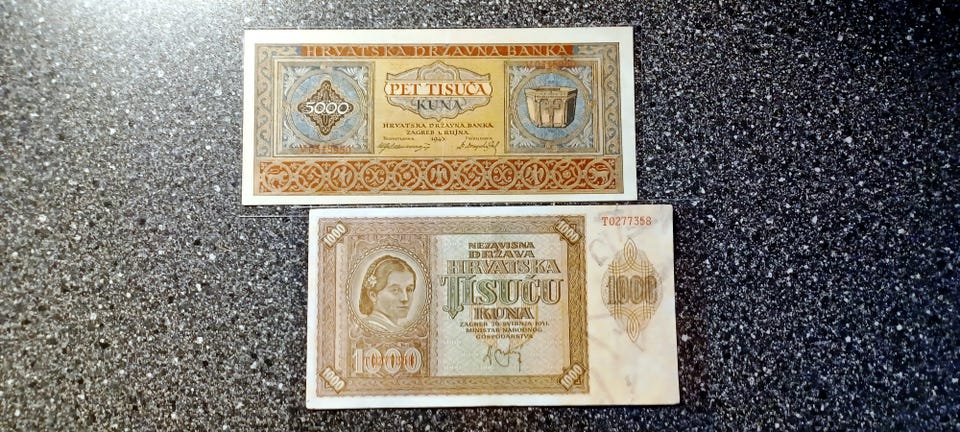 HRVATSKA DRŽAVNA BANKA
5000
PET TISUĆA
KUNA
HRVATSKA DRŽAVNA BANKA
ZAGREB 1. RUJNA
1943
1000
1000
T0277358
NEZAVISNA
DRŽAVA
HRVATSKA
TISUĆU
KUNA
ZAGREB 26. SVIBNJA 1941.
MINISTAR NARODNOG
GOSPODARSTVA
1000
1000
1000
1000